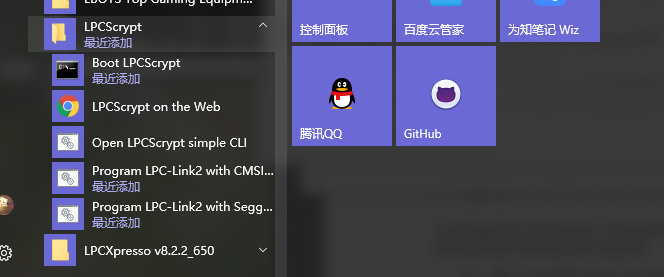 LBOTS Top Gaming Equipm...
LPCScrypt
最近添加
Boot LPCScrypt
最近添加
LPCScrypt on the Web
Open LPCScrypt simple CLI
Program LPC-Link2 with CMSI...
最近添加
Program LPC-Link2 with Segg...
最近添加
LPCXpresso v8.2.2_650
控制面板
百度云管家
为知笔记 Wiz
腾讯QQ
GitHub